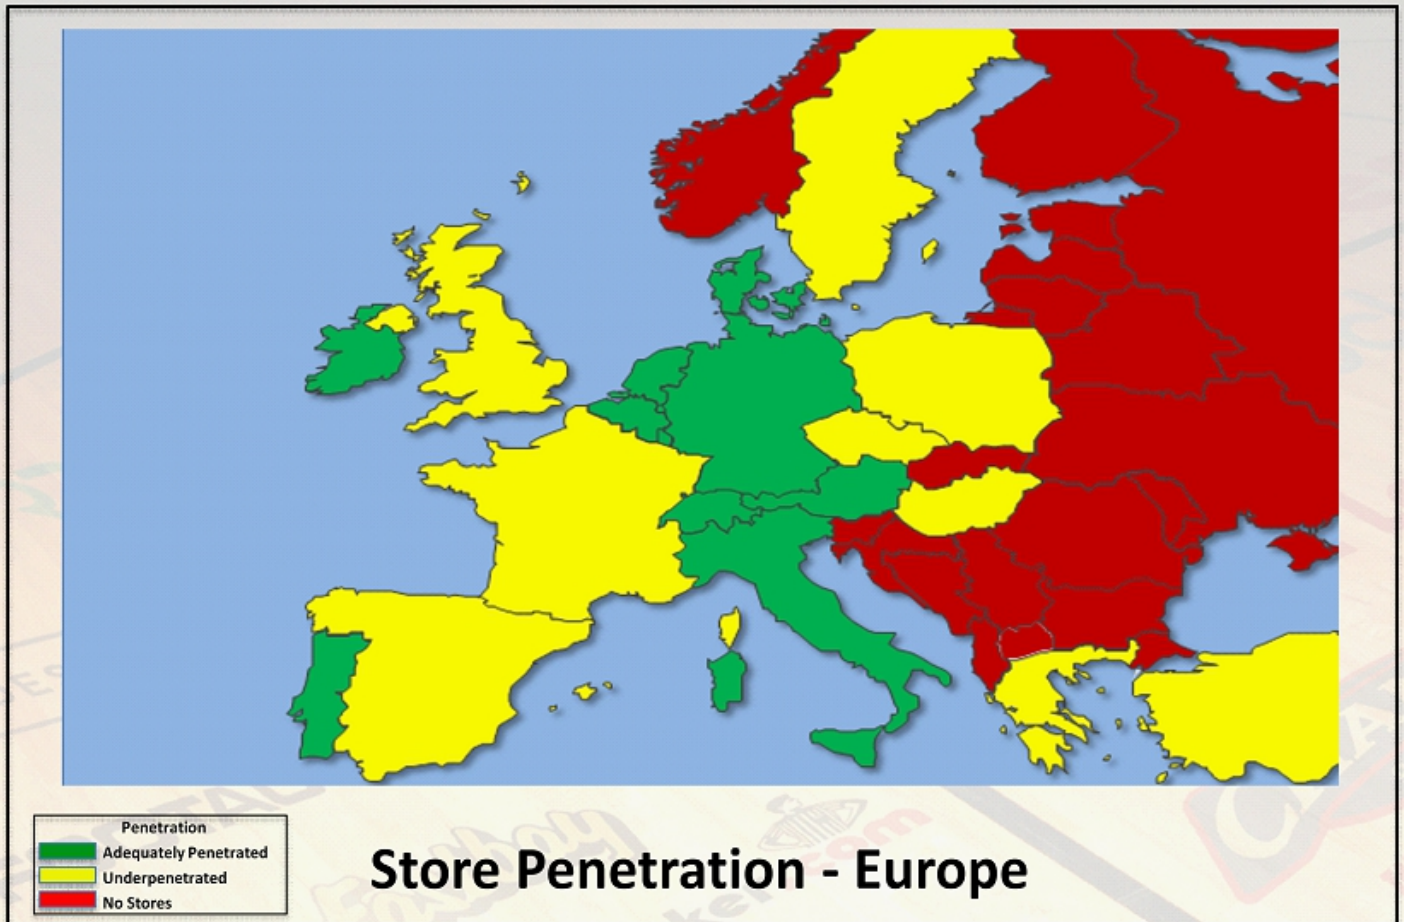 Penetration
Adequately Penetrated
Underpenetrated
No Stores
Store Penetration - Europe